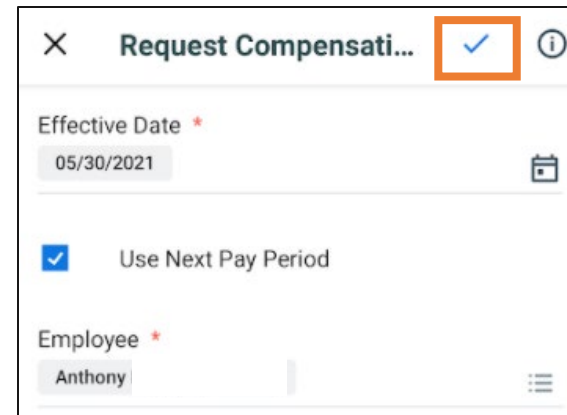 Request Compensati...
Effective Date *
05/30/2021
Use Next Pay Period
Employee *
Anthony